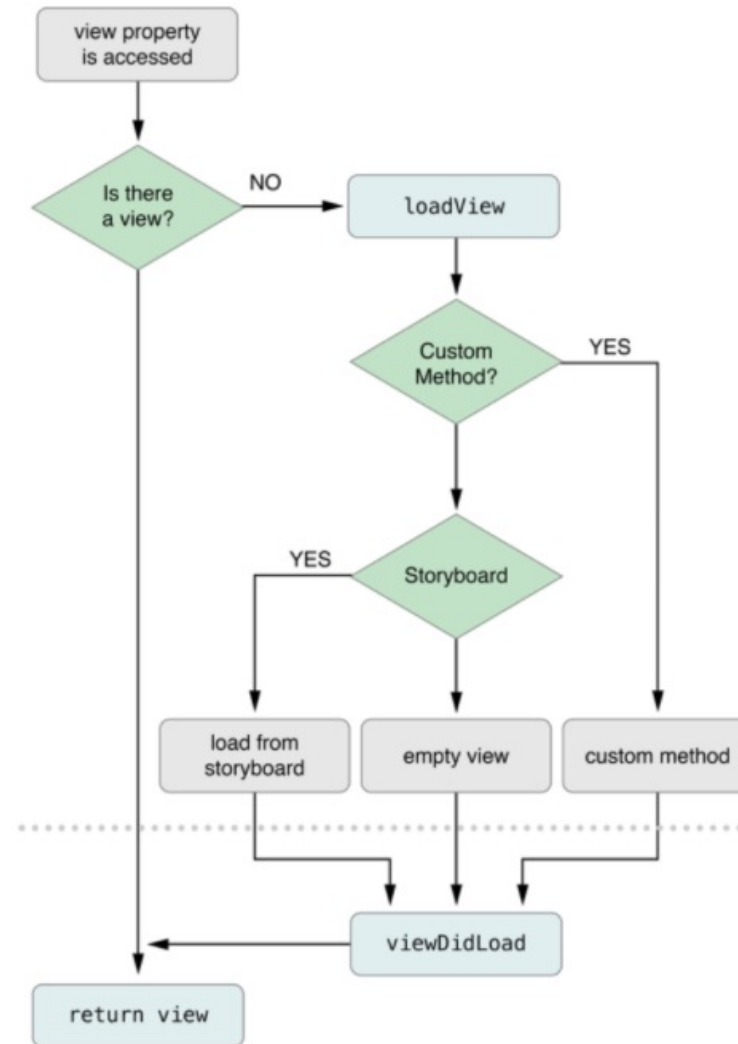 view property
is accessed
Is there
a view?
NO
loadView
Custom
Method?
YES
YES
Storyboard
load from
storyboard
empty view
custom method
viewDidLoad
return view